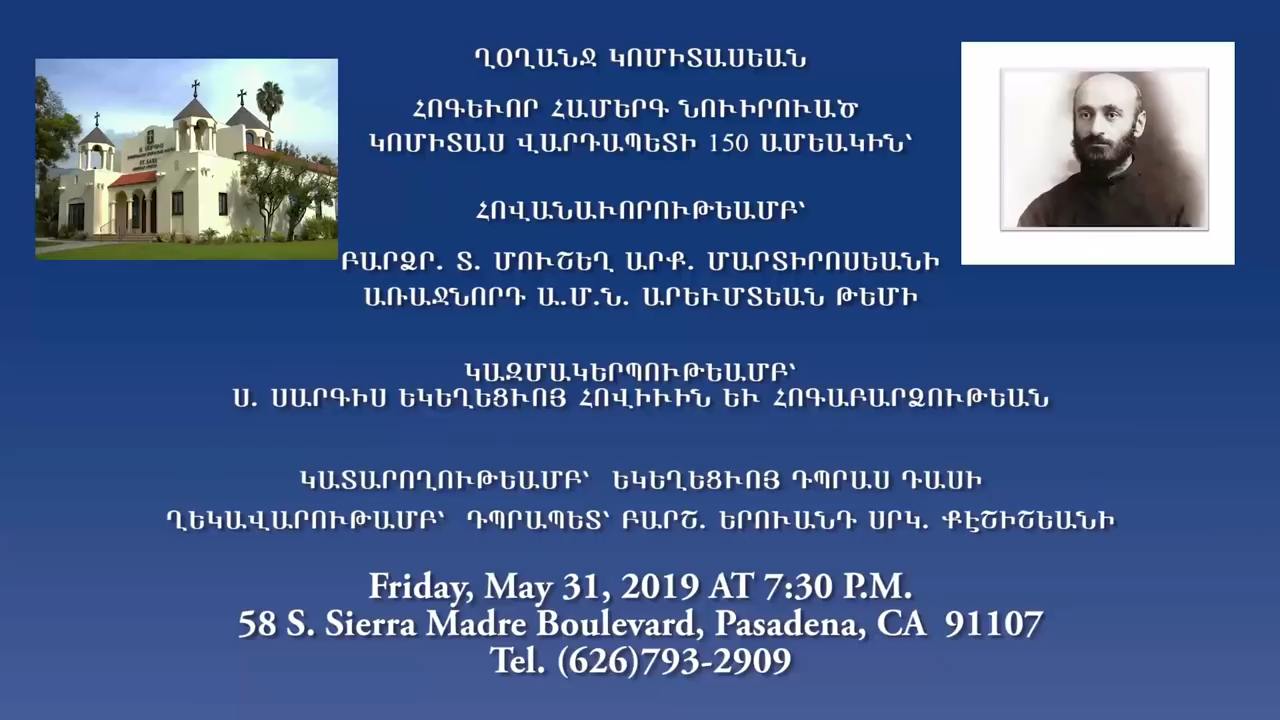 ՂՕՂԱՆՋ ԿՈՄԻՏԱՍԵԱՆ
ՀՈԳԵՒՈՐ ՀԱՄԵՐԳ ՆՈՒԻՐՈՒԱԾ
ԿՈՄԻՏԱՍ ՎԱՐԴԱՊԵՏԻ 150 ԱՄԵԱԿԻՆ՝
ՀՈՎԱՆԱՒՈՐՈՒԹԵԱՄԲ՝
ԲԱՐՁՐ. Տ. ՄՈՒՇԵՂ ԱՐՔ. ՄԱՐՏԻՐՈՍԵԱՆԻ
ԱՌԱՋՆՈՐԴ Ա.Մ.Ն. ԱՐԵՒՄՏԵԱՆ ԹԵՄԻ
ԿԱԶՄԱԿԵՐՊՈՒԹԵԱՄԲ՝
Ս. ՍԱՐԳԻՍ ԵԿԵՂԵՑՒՈՅ ՀՈՎԻՒԻՆ ԵՒ ՀՈԳԱԲԱՐՁՈՒԹԵԱՆ
ԿԱՏԱՐՈՂՈՒԹԵԱՄԲ՝ ԵԿԵՂԵՑՒՈՅ ԴՊՐԱՍ ԴԱՍԻ
ՂԵԿԱՎԱՐՈՒԹԱՄԲ՝ ԴՊՐԱՊԵՏ՝ ԲԱՐՇ. ԵՐՈՒԱՆԴ ՍՐԿ. ՔԷՇԻՇԵԱՆԻ
Friday, May 31, 2019 AT 7:30 P.M.
58 S. Sierra Madre Boulevard, Pasadena, CA 91107
Tel. (626)793-2909